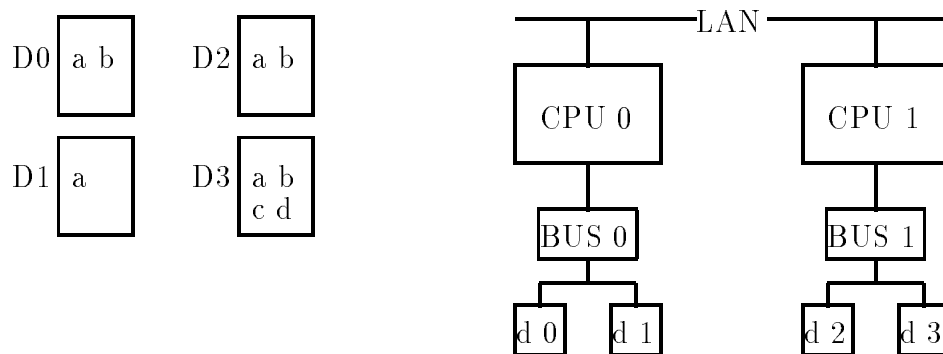 LAN
D0 a b
D2 a b
CPU 0
CPU 1
D1 a
D3 a b
c d
BUS 0
BUS 1
d 0
d 1
d 2
d 3